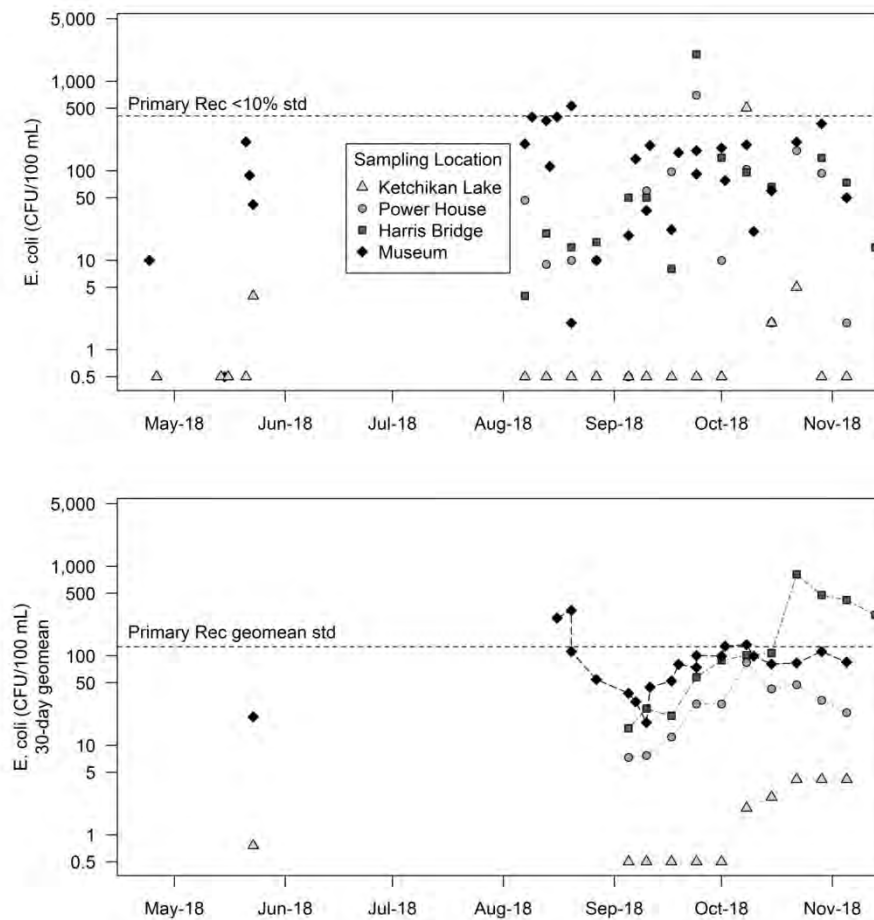 5,000
1,000
500
100
50
10
5
1
0.5
E. coli (CFU/100 mL)
Primary Rec <10% std
Sampling Location
Ketchikan Lake
Power House
Harris Bridge
Museum
May-18 Jun-18 Jul-18 Aug-18 Sep-18 Oct-18 Nov-18
5,000
1,000
500
100
50
10
5
1
0.5
E. coli (CFU/100 mL)
30-day geomean
Primary Rec geomean std
May-18 Jun-18 Jul-18 Aug-18 Sep-18 Oct-18 Nov-18